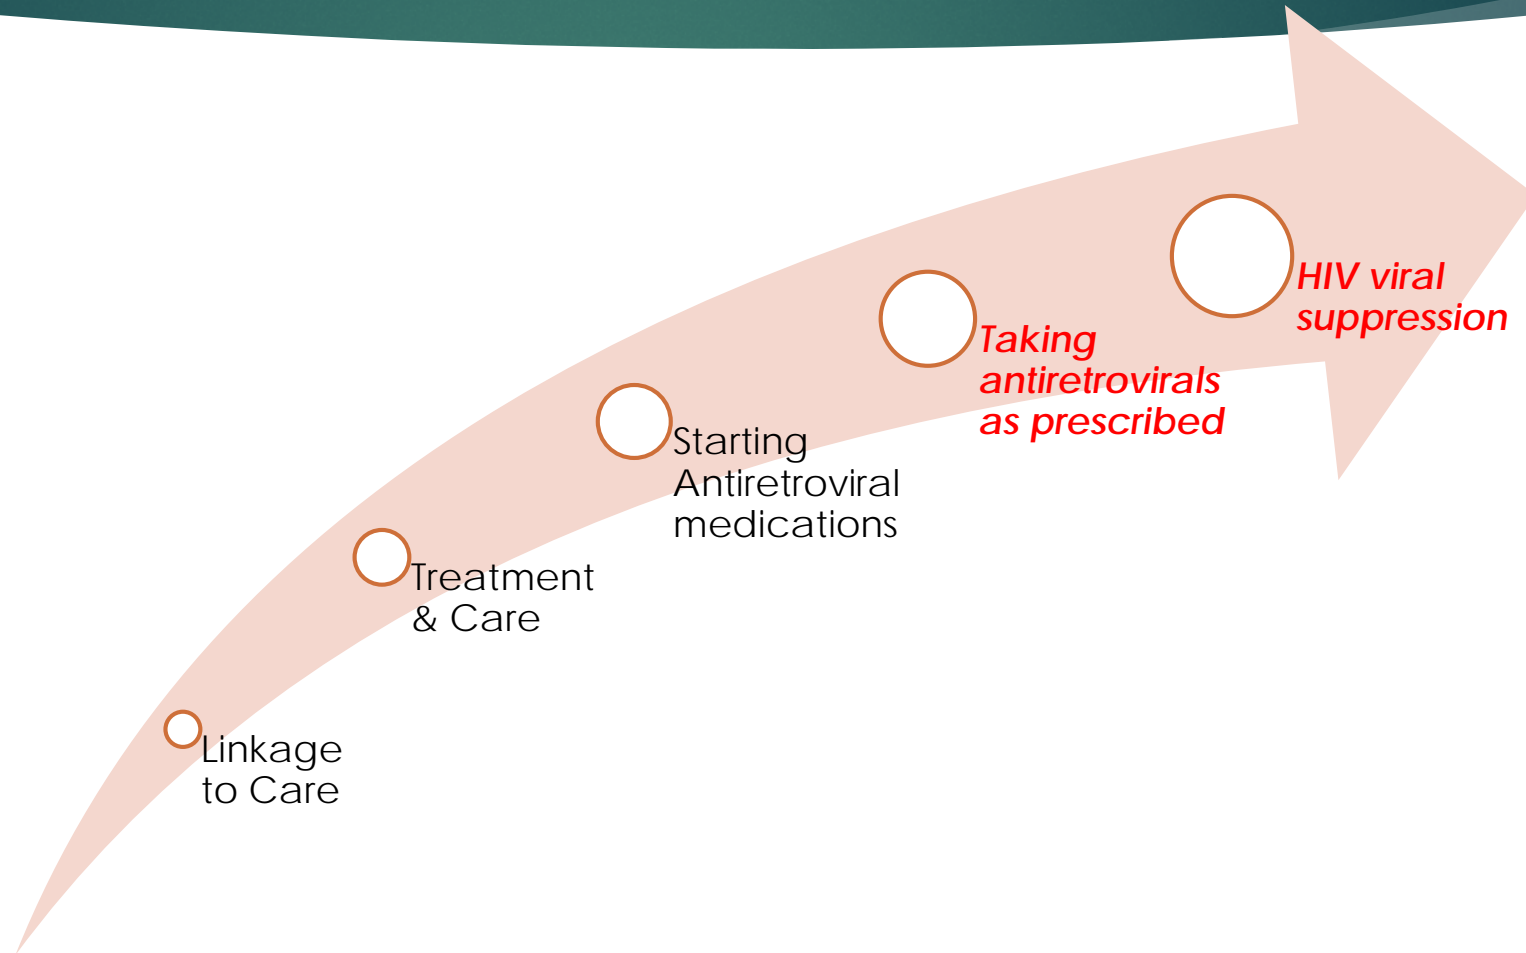 Linkage
to Care
Treatment
& Care
Starting
Antiretroviral
medications
Taking
antiretrovirals
as prescribed
HIV viral
suppression